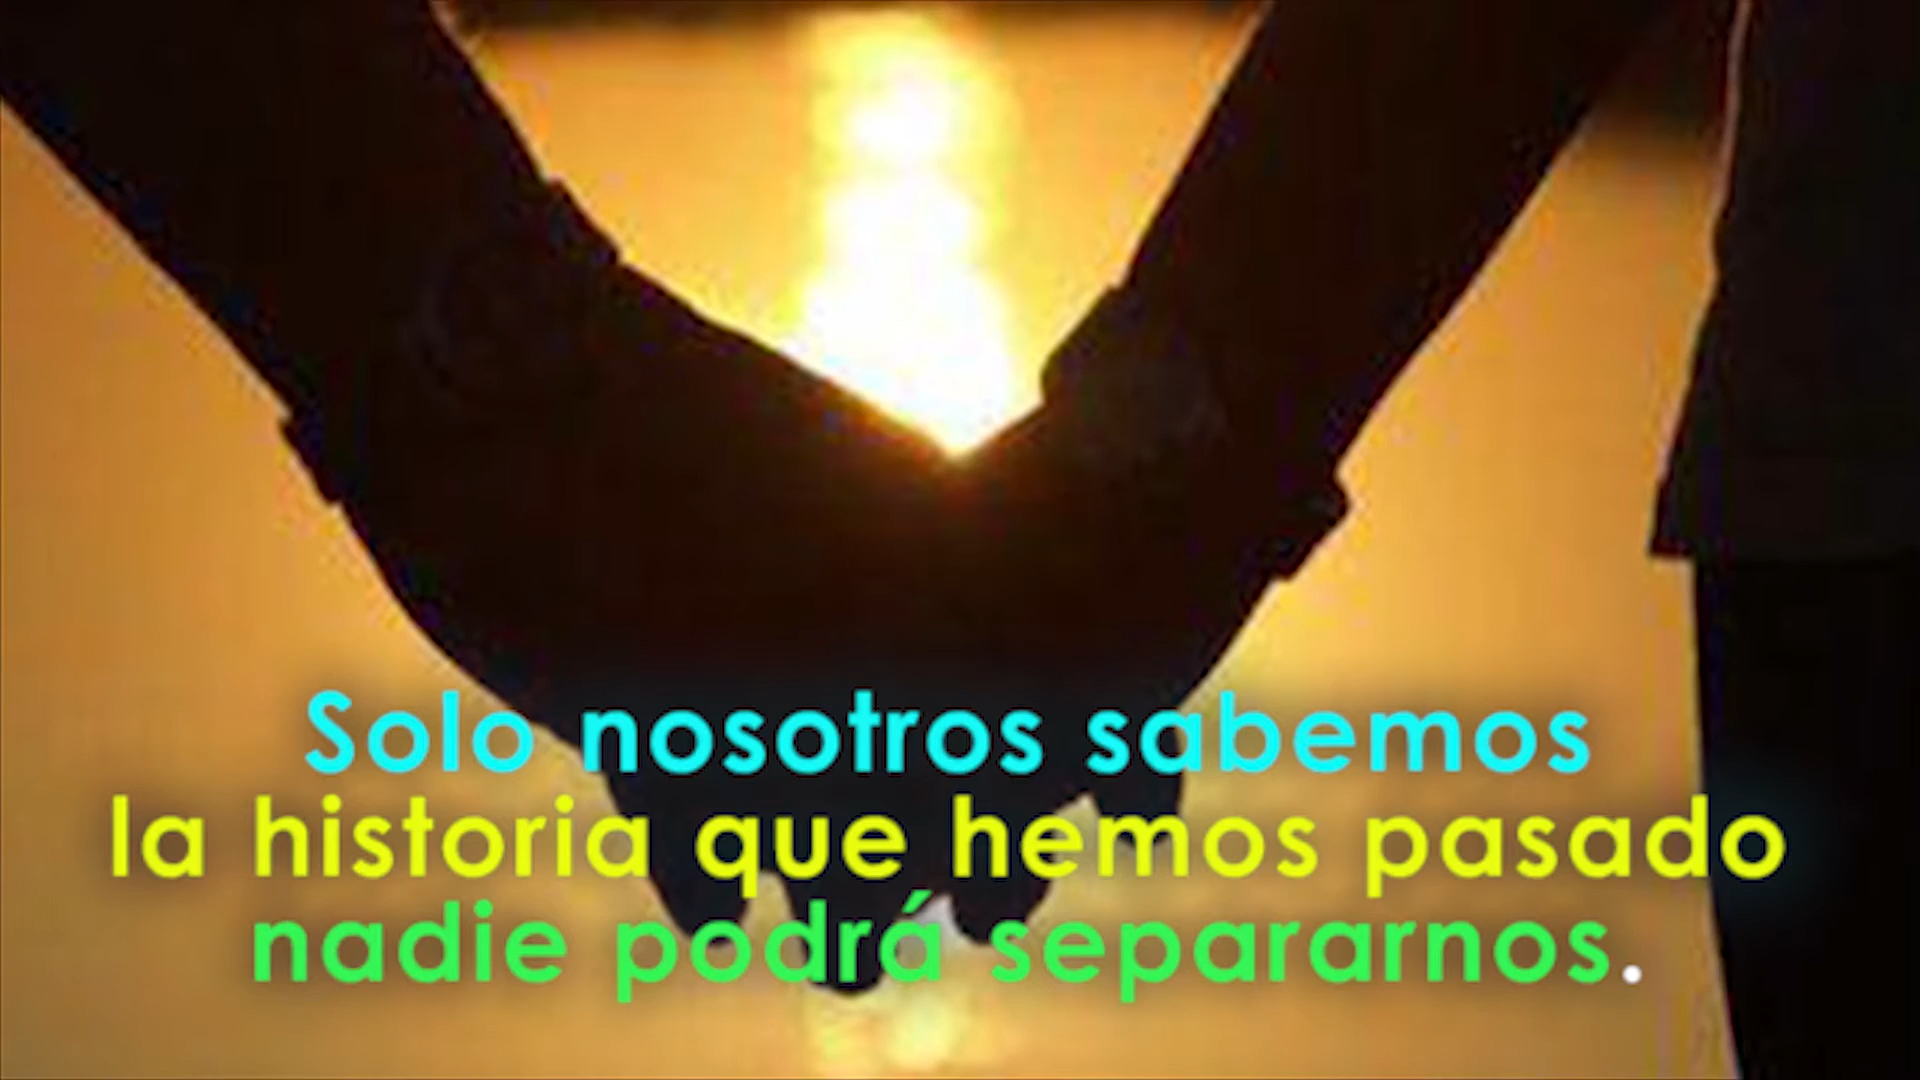 Solo nosotros sabemos
la historia que hemos pasado
nadie podrá separarnos.